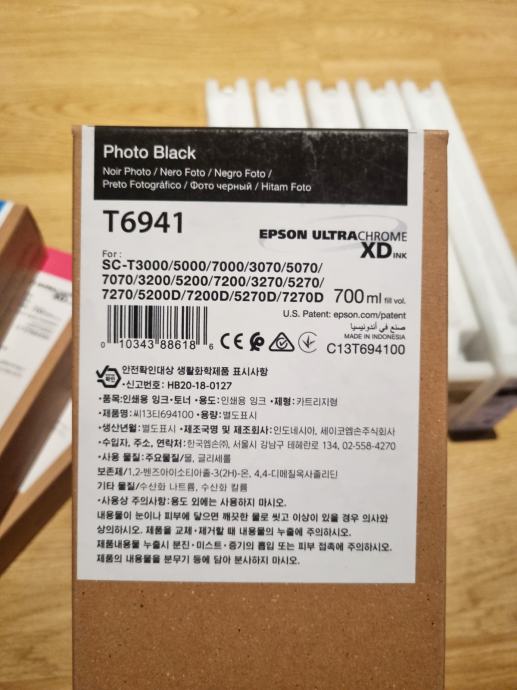 Photo Black
Noir Photo / Nero Foto / Negro Foto /
Preto Fotográfico / Фото черный / Hitam Foto
T6941
EPSON ULTRACHROME
XD INK
For :
SC-T3000/5000/7000/3070/5070/
7070/3200/5200/7200/3270/5270/
7270/5200D/7200D/5270D/7270D
700 ml fill vol.
U.S. Patent: epson.com/patent
صنع في أندونيسيا
MADE IN INDONESIA
C13T694100
0 10343 88618 6
안전확인대상 생활화학제품 표시사항
•신고번호: HB20-18-0127
•품목:인쇄용 잉크•토너 •용도:인쇄용 잉크 •제형:카트리지형
•제품명:씨13티694100 •용량:별도표시
•생산년월:별도표시 •제조국명 및 제조회사:인도네시아, 세이코엡손주식회사
•수입자, 주소, 연락처:한국엡손㈜, 서울시 강남구 테헤란로 134, 02-558-4270
•사용 물질:주요물질/물, 글리세롤
보존제/1,2-벤즈아이소티아졸-3(2H)-온, 4,4-디메틸옥사졸리딘
기타 물질/수산화 나트륨, 수산화 칼륨
•사용상 주의사항:용도 외에는 사용하지 마시오.
내용물이 눈이나 피부에 닿으면 깨끗한 물로 씻고 이상이 있을 경우 의사와
상의하시오. 제품을 교체•제거할 때 내용물의 누출에 주의하시오.
제품내용물 누출시 분진•미스트•증기의 흡입 또는 피부 접촉에 주의하시오.
제품의 내용물을 분무기 등에 담아 분사하지 마시오.